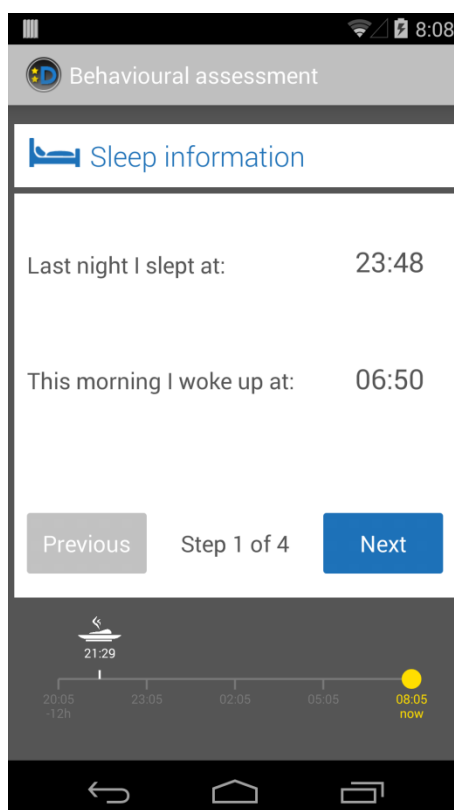 8:08
Behavioural assessment
Sleep information
Last night I slept at: 23:48
This morning I woke up at: 06:50
Previous Step 1 of 4 Next
21:29
20:05 23:05 02:05 05:05 08:05
-12h now